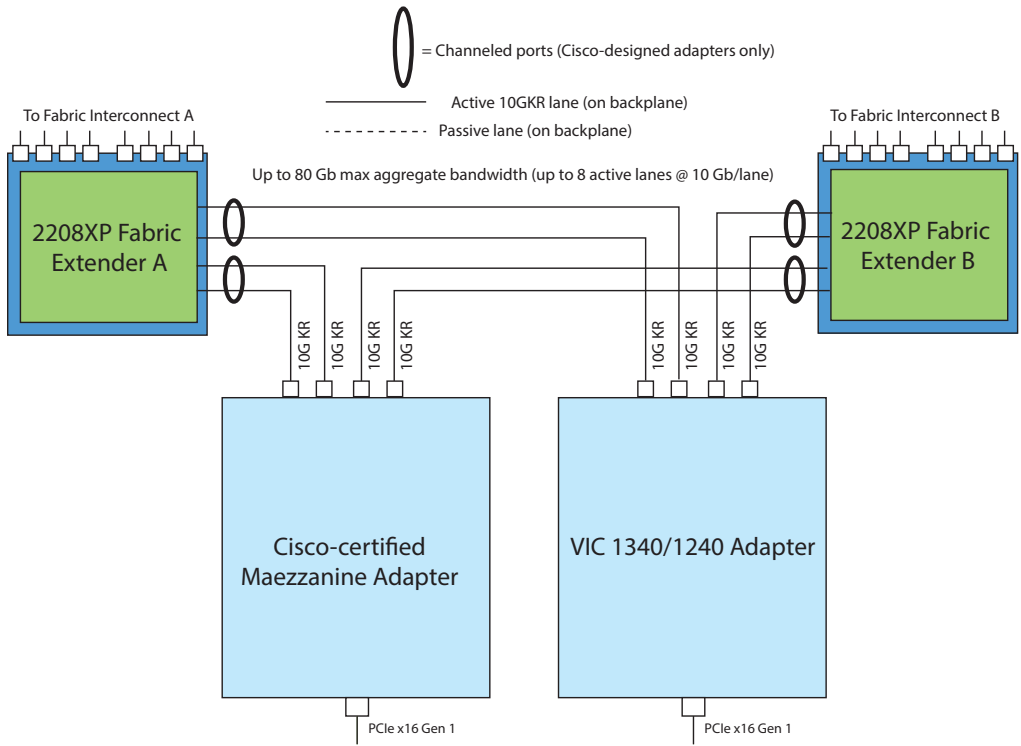 = Channeled ports (Cisco-designed adapters only)
Active 10GKR lane (on backplane)
Passive lane (on backplane)
To Fabric Interconnect A
To Fabric Interconnect B
Up to 80 Gb max aggregate bandwidth (up to 8 active lanes @ 10 Gb/lane)
2208XP Fabric
Extender A
2208XP Fabric
Extender B
10G KR
10G KR
10G KR
10G KR
10G KR
10G KR
10G KR
10G KR
Cisco-certified
Maezzanine Adapter
VIC 1340/1240 Adapter
PCIe x16 Gen 1
PCIe x16 Gen 1